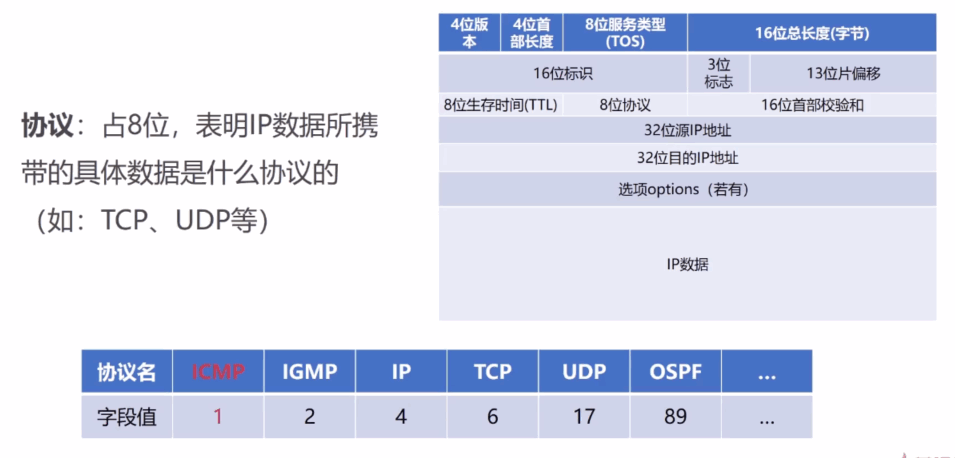 协议：占8位，表明IP数据所携
带的具体数据是什么协议的
（如：TCP、UDP等）
4位版
本
4位首
部长度
8位服务类型
(TOS)
16位总长度(字节)
16位标识
3位
标志
13位片偏移
8位生存时间(TTL)
8位协议
16位首部校验和
32位源IP地址
32位目的IP地址
选项options（若有）
IP数据
协议名 ICMP IGMP IP TCP UDP OSPF ...
字段值 1 2 4 6 17 89 ...